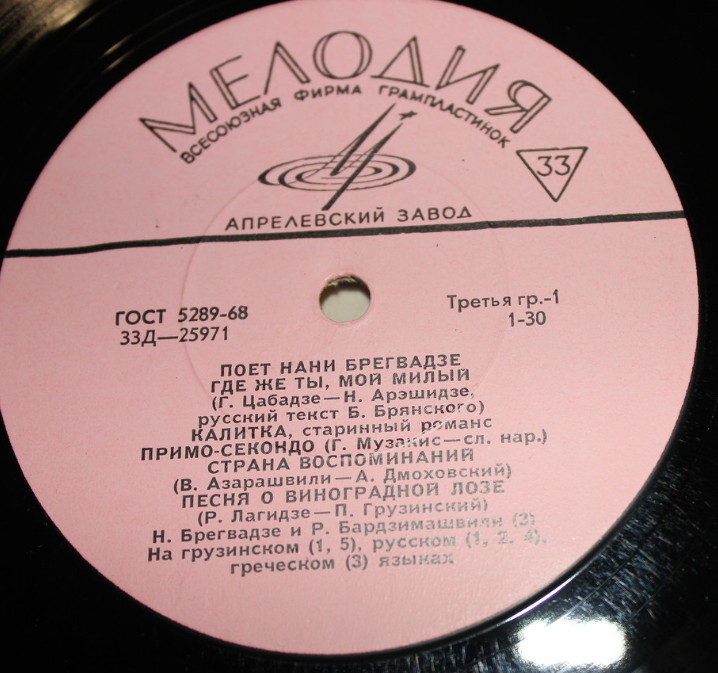 МЕЛОДИЯ
ВСЕСОЮЗНАЯ ФИРМА ГРАМПЛАСТИНОК
33
АПРЕЛЕВСКИЙ ЗАВОД
ГОСТ 5289-68
33Д—25971
Третья гр.-1
1-30
ПОЕТ НАНИ БРЕГВАДЗЕ
ГДЕ ЖЕ ТЫ, МОЙ МИЛЫЙ
(Г. Цабадзе—Н. Арэшидзе,
русский текст Б. Брянского)
КАЛИТКА, старинный романс
ПРИМО-СЕКОНДО (Г. Музакис—сл. нар.)
СТРАНА ВОСПОМИНАНИЙ
(В. Азарашвили—А. Дмоховский)
ПЕСНЯ О ВИНОГРАДНОЙ ЛОЗЕ
(Р. Лагидзе—П. Грузинский)
Н. Брегвадзе и Р. Бардзимашвили (3)
На грузинском (1, 5), русском (1, 2, 4),
греческом (3) языках